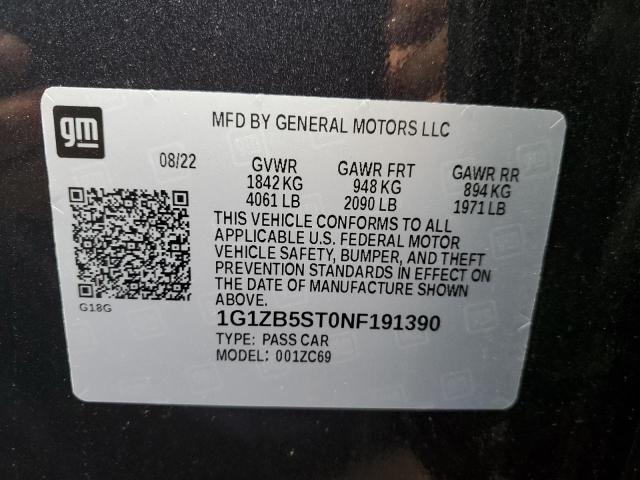 gm
MFD BY GENERAL MOTORS LLC
08/22
GVWR GAWR FRT GAWR RR
1842 KG 948 KG 894 KG
4061 LB 2090 LB 1971 LB
THIS VEHICLE CONFORMS TO ALL
APPLICABLE U.S. FEDERAL MOTOR
VEHICLE SAFETY, BUMPER, AND THEFT
PREVENTION STANDARDS IN EFFECT ON
THE DATE OF MANUFACTURE SHOWN
ABOVE.
G18G
1G1ZB5ST0NF191390
TYPE: PASS CAR
MODEL: 001ZC69